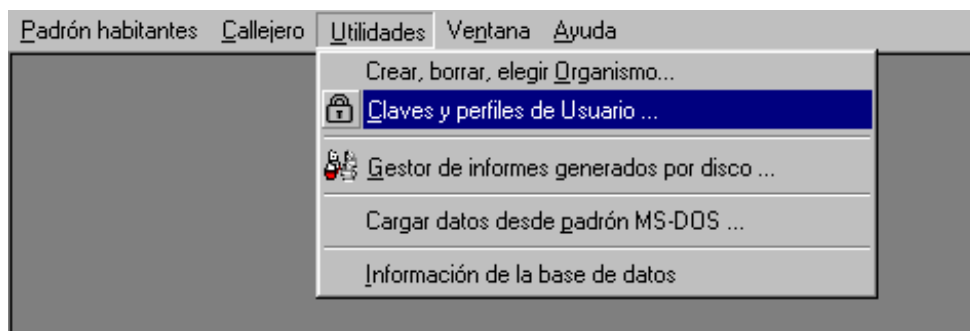 Padrón habitantes Callejero Utilidades Ventana Ayuda
Crear, borrar, elegir Organismo...
Claves y perfiles de Usuario ...
Gestor de informes generados por disco ...
Cargar datos desde padrón MS-DOS ...
Información de la base de datos